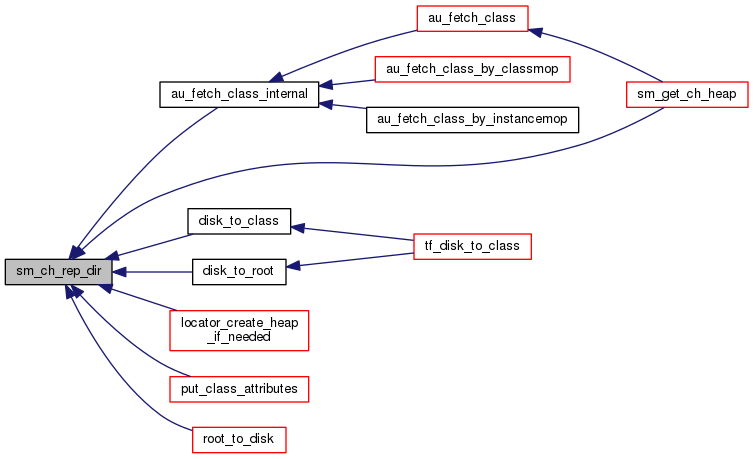 au_fetch_class
au_fetch_class_by_classmop
au_fetch_class_internal
sm_get_ch_heap
au_fetch_class_by_instancemop
disk_to_class
tf_disk_to_class
sm_ch_rep_dir
disk_to_root
locator_create_heap
_if_needed
put_class_attributes
root_to_disk